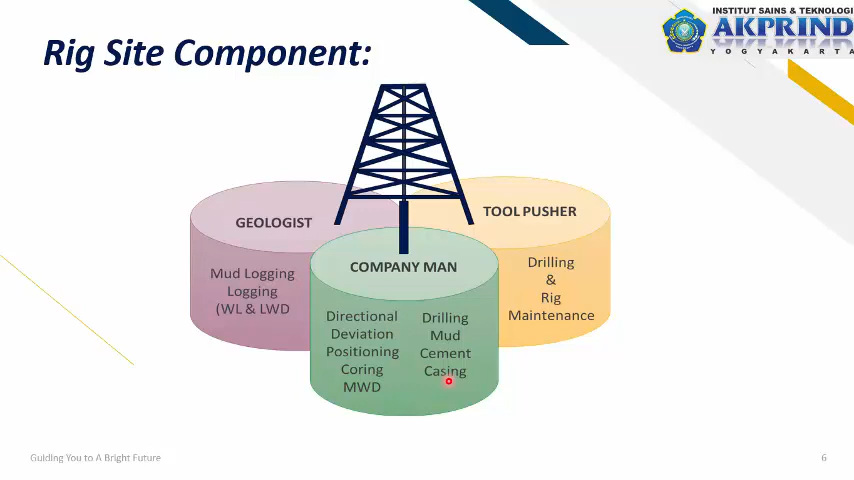 INSTITUT SAINS & TEKNOLOGI
AKPRIND
YOGYAKARTA
Rig Site Component:
GEOLOGIST
Mud Logging
Logging
(WL & LWD
COMPANY MAN
Directional
Deviation
Positioning
Coring
MWD
Drilling
Mud
Cement
Casing
TOOL PUSHER
Drilling
&
Rig
Maintenance
Guiding You to A Bright Future
6